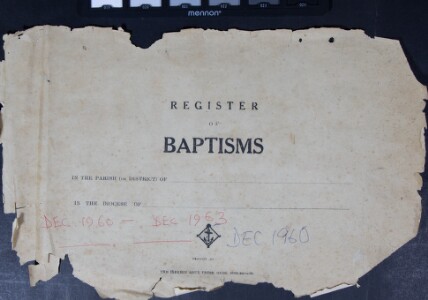 mennon
REGISTER
OF
BAPTISMS
IN THE PARISH (OR DISTRICT) OF
IN THE DIOCESE OF
DEC 1960 — DEC-1963
DEC 1960